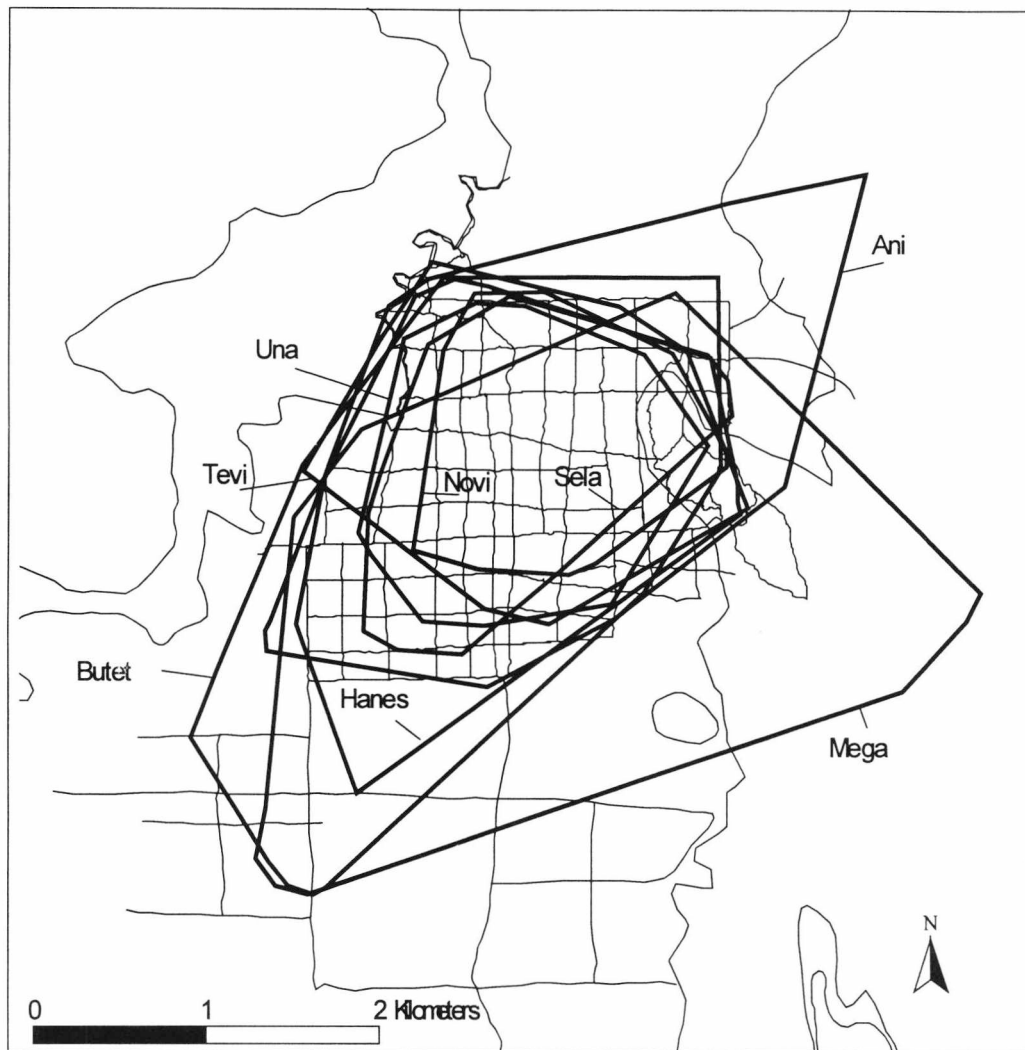 Ani
Una
Tevi
Novi
Sela
Butet
Hanes
Mega
N
0 1 2 Kilometers